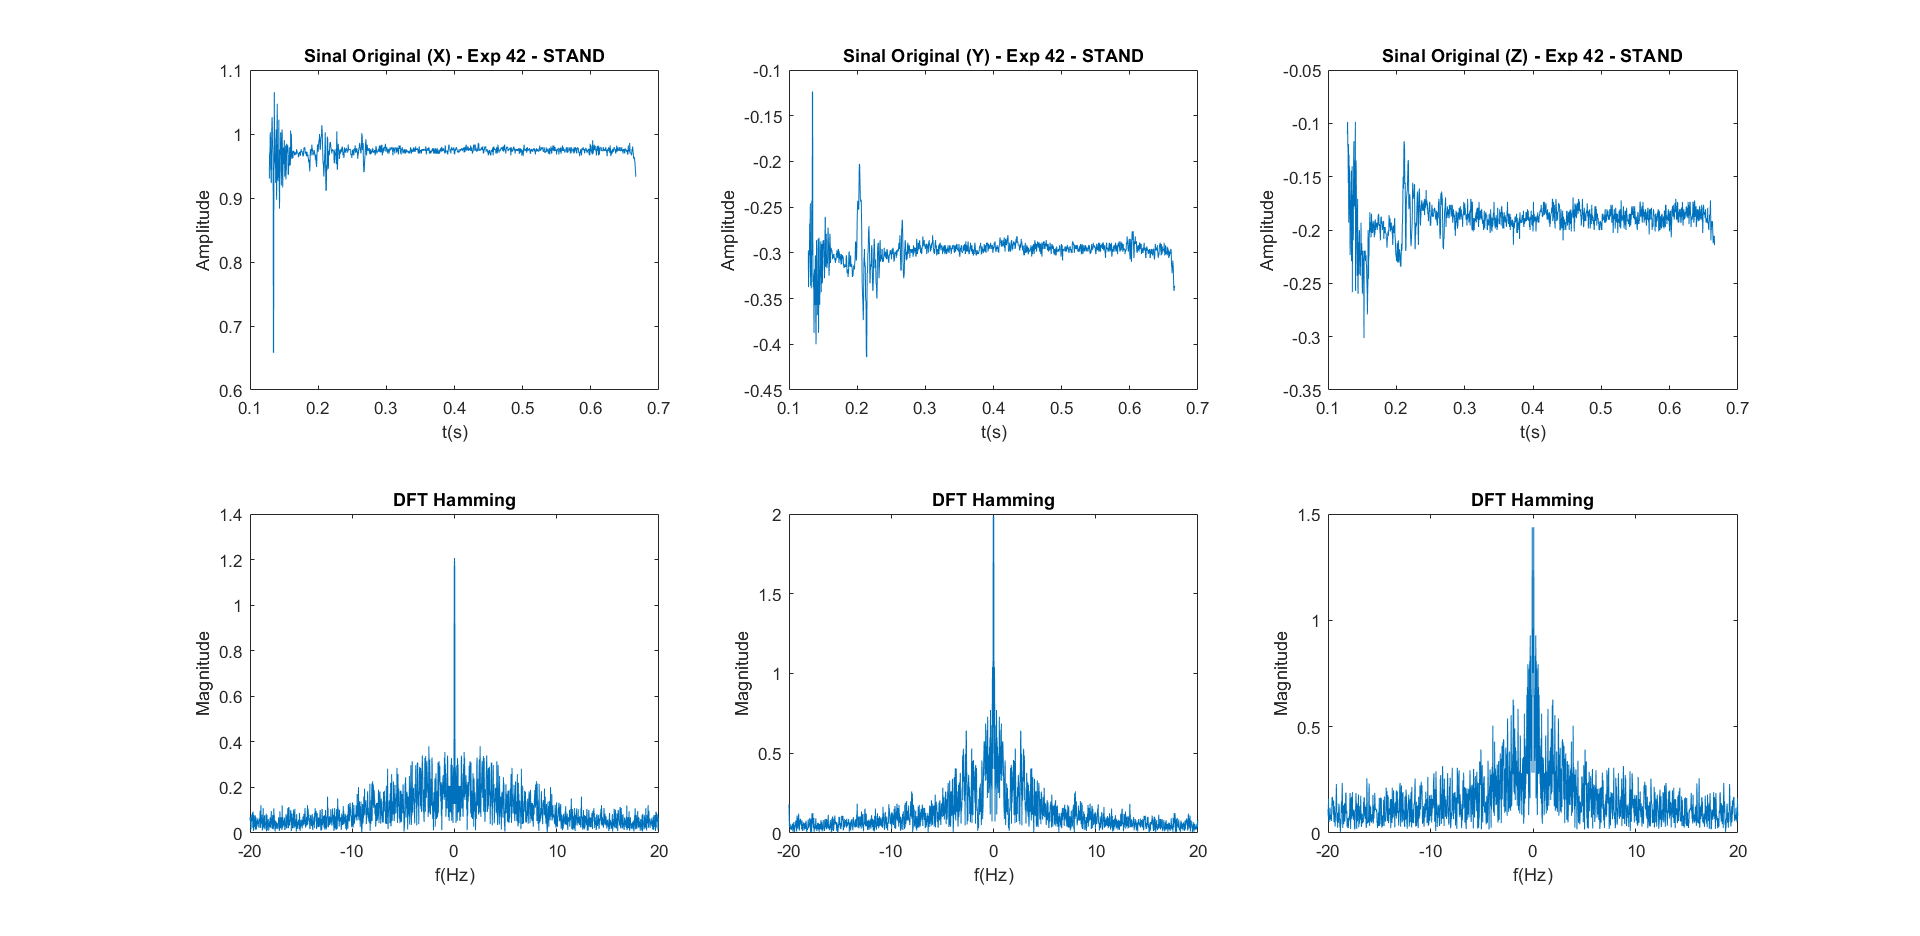 Sinal Original (X) - Exp 42 - STAND
1.1
1
0.9
0.8
0.7
0.6
Amplitude
0.1 0.2 0.3 0.4 0.5 0.6 0.7
t(s)
Sinal Original (Y) - Exp 42 - STAND
-0.1
-0.15
-0.2
-0.25
-0.3
-0.35
-0.4
-0.45
Amplitude
0.1 0.2 0.3 0.4 0.5 0.6 0.7
t(s)
Sinal Original (Z) - Exp 42 - STAND
-0.05
-0.1
-0.15
-0.2
-0.25
-0.3
-0.35
Amplitude
0.1 0.2 0.3 0.4 0.5 0.6 0.7
t(s)
DFT Hamming
1.4
1.2
1
0.8
0.6
0.4
0.2
0
Magnitude
-20 -10 0 10 20
f(Hz)
DFT Hamming
2
1.5
1
0.5
0
Magnitude
-20 -10 0 10 20
f(Hz)
DFT Hamming
1.5
1
0.5
0
Magnitude
-20 -10 0 10 20
f(Hz)